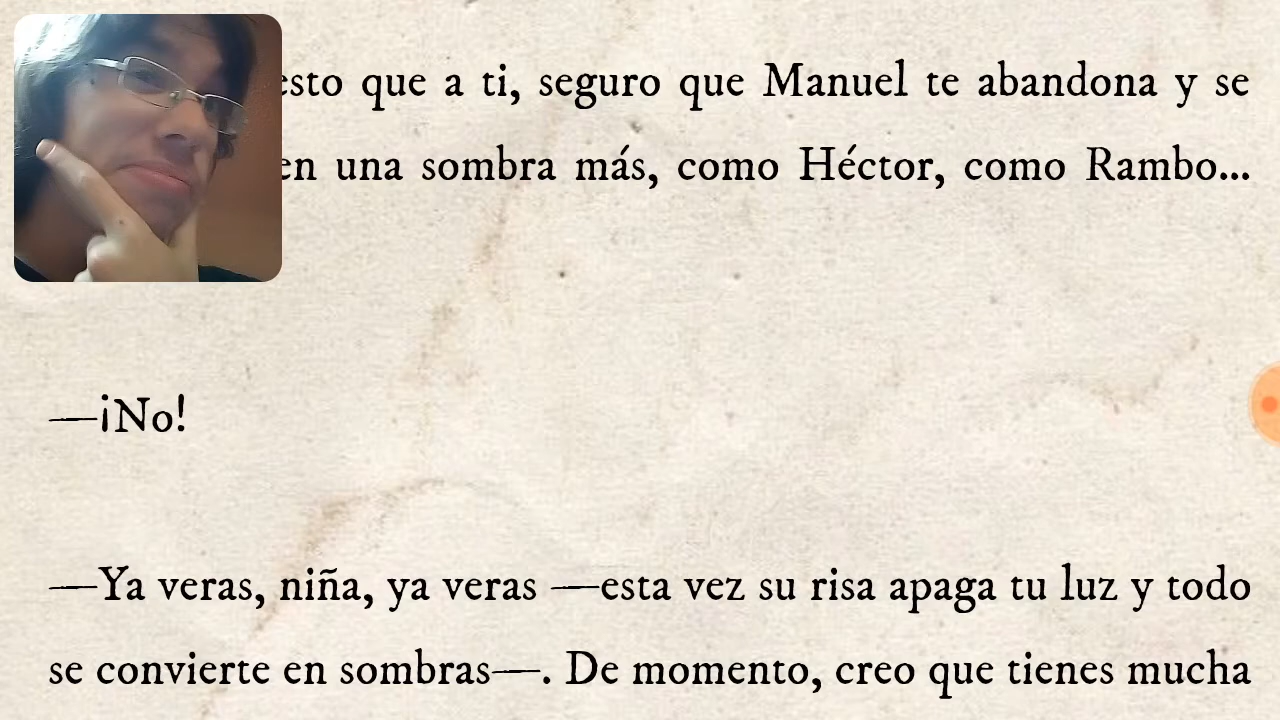 esto que a ti, seguro que Manuel te abandona y se
en una sombra más, como Héctor, como Rambo...
—¡No!
—Ya veras, niña, ya veras —esta vez su risa apaga tu luz y todo
se convierte en sombras—. De momento, creo que tienes mucha